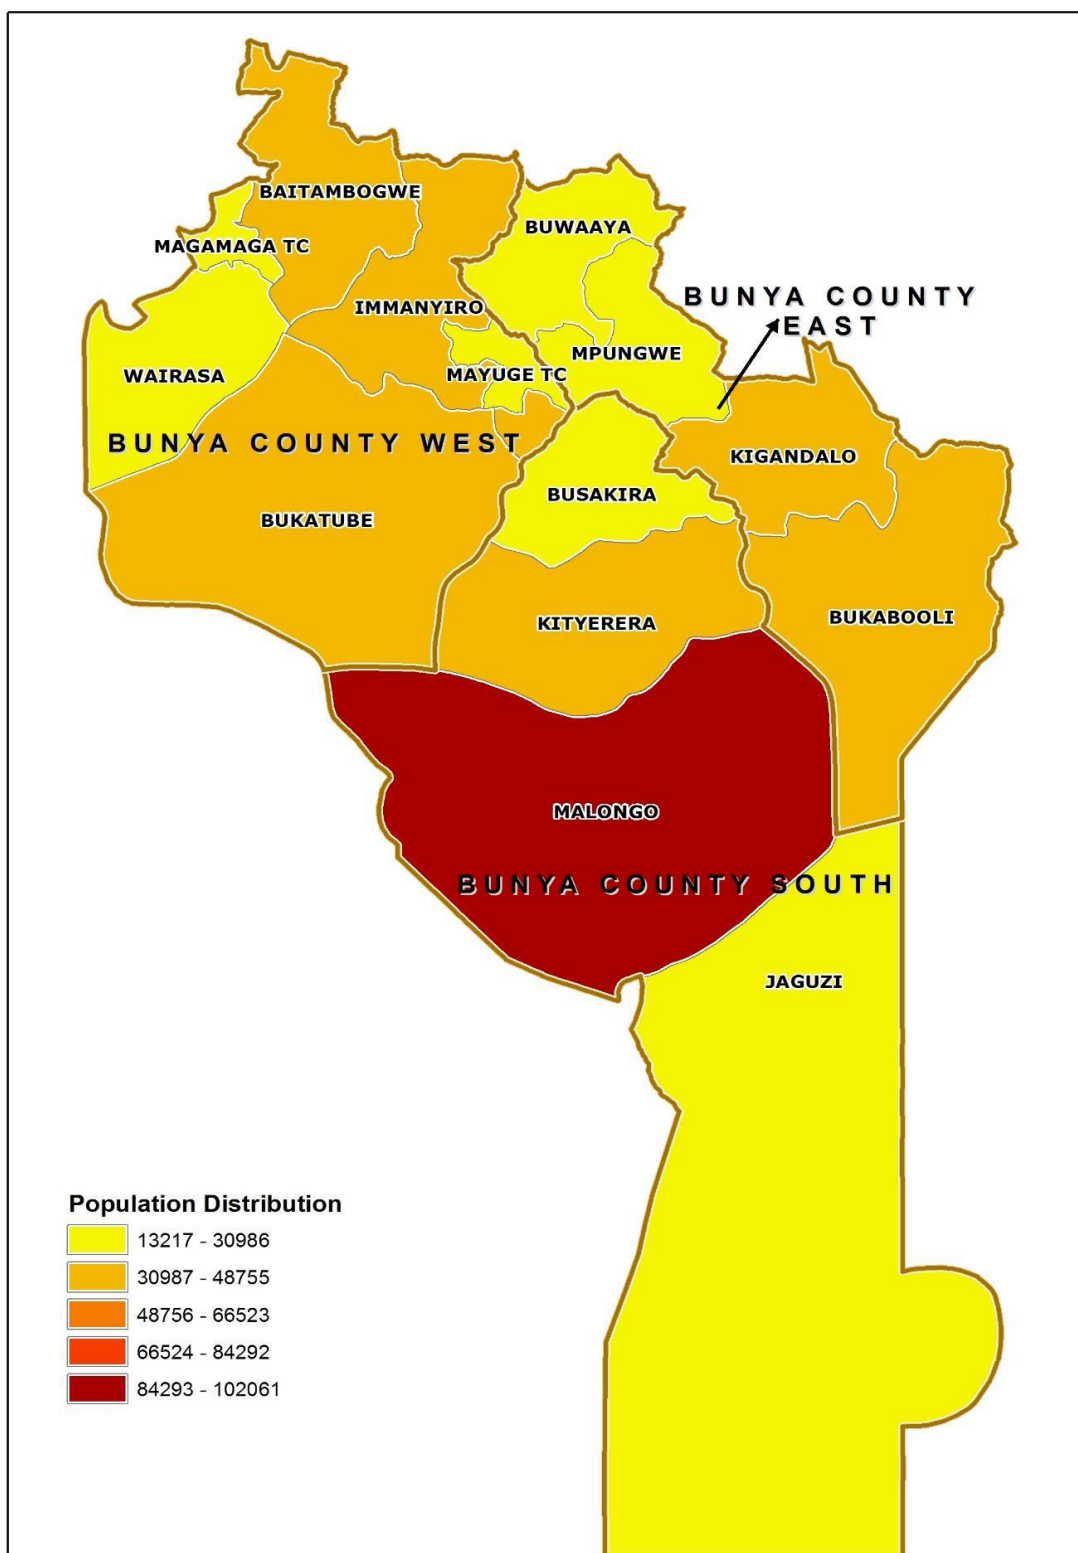 BAITAMBOGWE
BUWAAYA
MAGAMAGA TC
BUNYA COUNTY
EAST
IMMANYIRO
MPUNGWE
WAIRASA
MAYUGE TC
BUNYA COUNTY WEST
KIGANDALO
BUSAKIRA
BUKATUBE
KITYERERA
BUKABOOLI
MALONGO
BUNYA COUNTY SOUTH
JAGUZI
Population Distribution
13217 - 30986
30987 - 48755
48756 - 66523
66524 - 84292
84293 - 102061